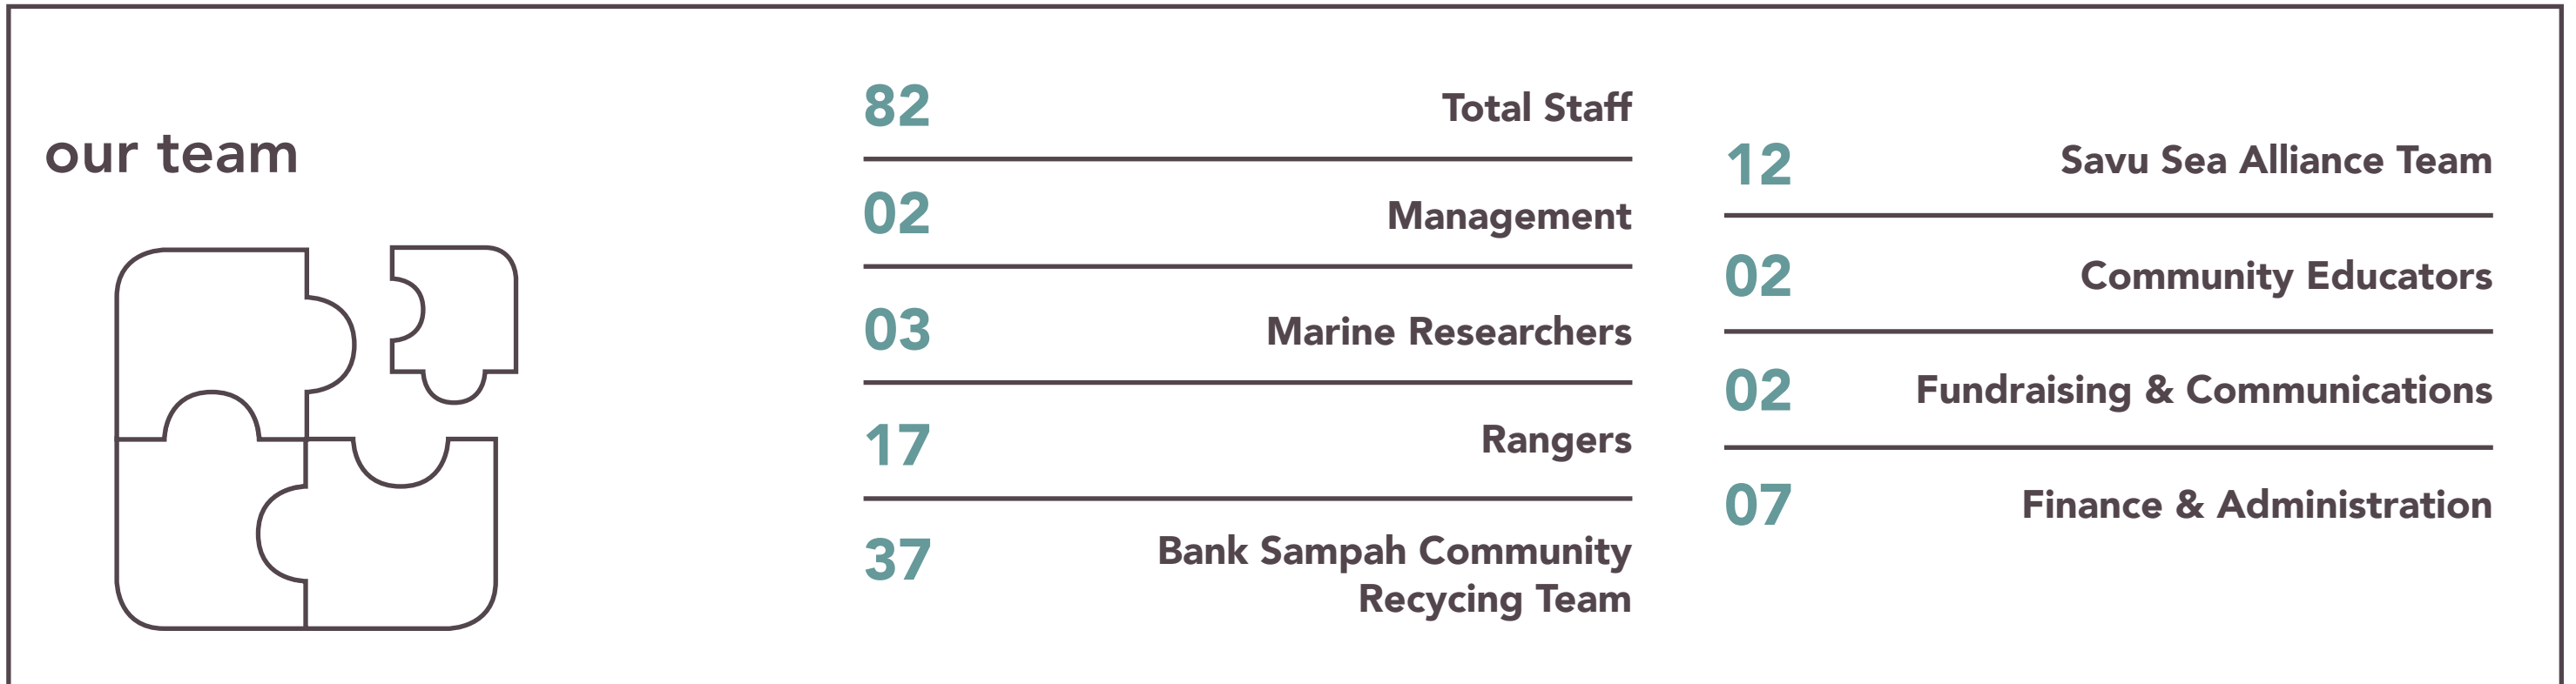 our team
82 Total Staff
02 Management
03 Marine Researchers
17 Rangers
37 Bank Sampah Community
Recycing Team
12 Savu Sea Alliance Team
02 Community Educators
02 Fundraising & Communications
07 Finance & Administration